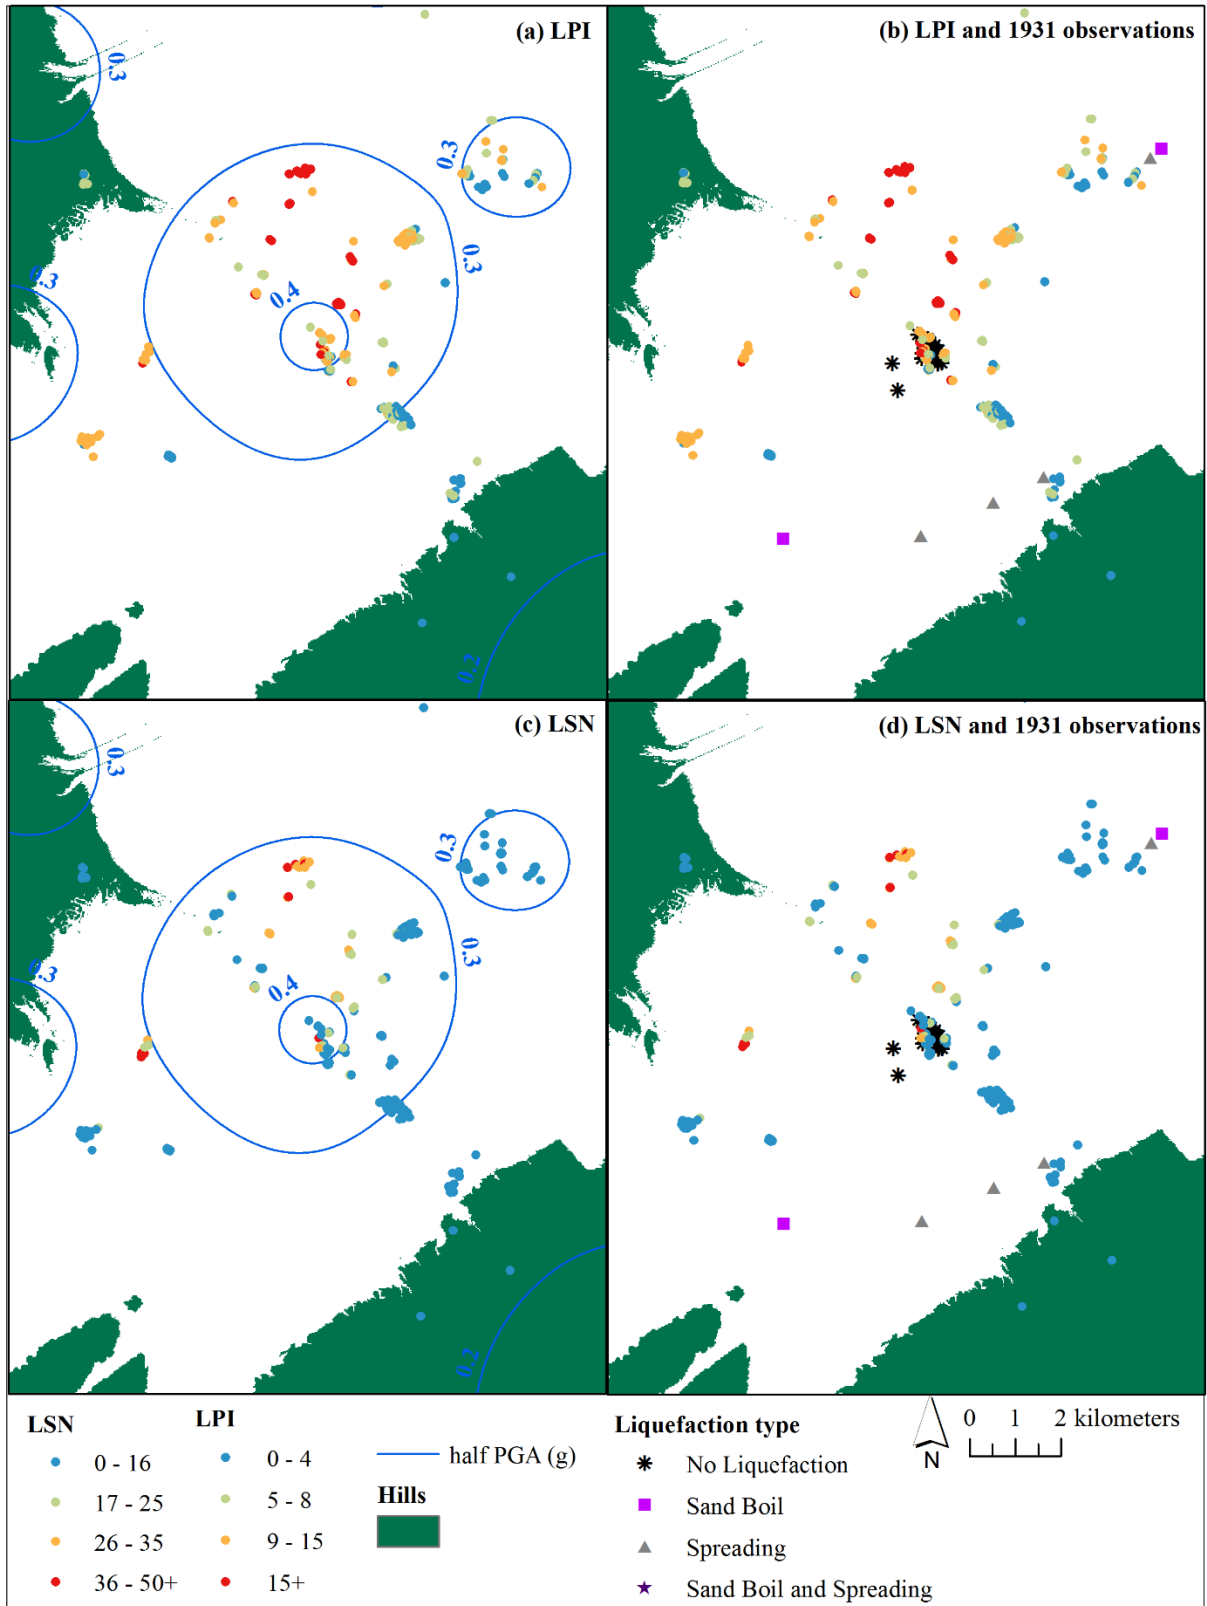 (a) LPI
(b) LPI and 1931 observations
0.3
0.3
0.3
0.3
0.4
0.2
(c) LSN
(d) LSN and 1931 observations
0.3
0.3
0.3
0.3
0.4
0.2
LSN
0 - 16
17 - 25
26 - 35
36 - 50+
LPI
0 - 4
5 - 8
9 - 15
15+
half PGA (g)
Hills
Liquefaction type
No Liquefaction
Sand Boil
Spreading
Sand Boil and Spreading
N
0 1 2 kilometers